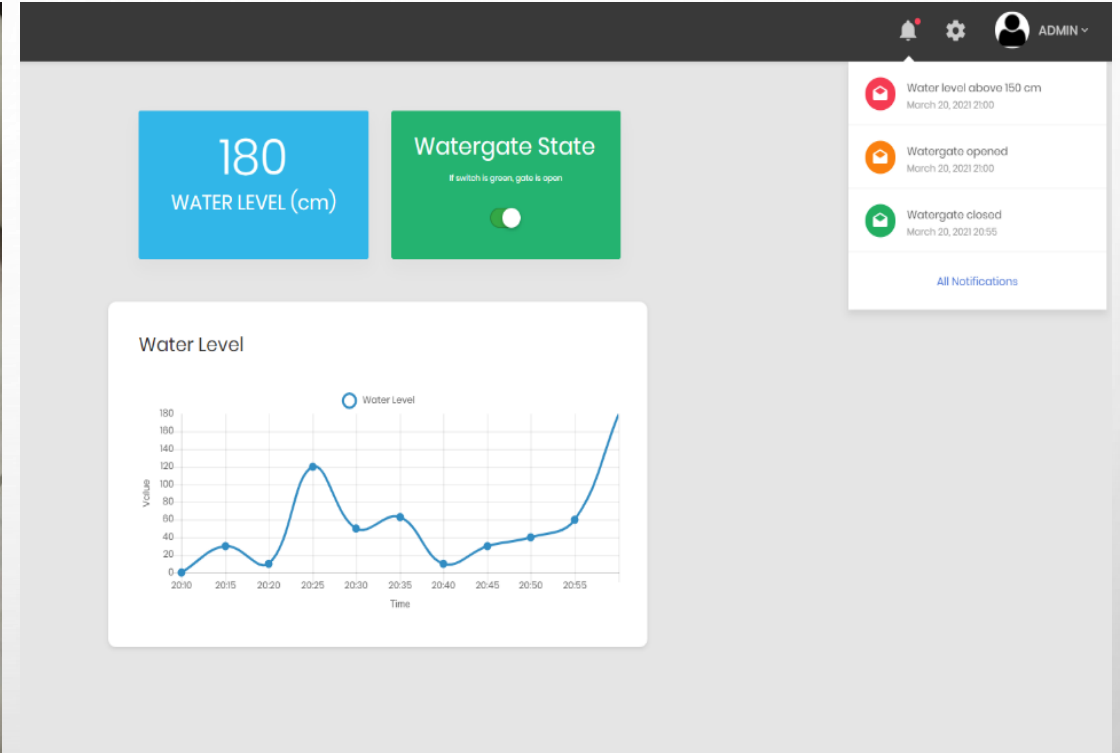 ADMIN
Water level above 150 cm
March 20, 2021 21:00
Watergate opened
March 20, 2021 21:00
Watergate closed
March 20, 2021 20:55
All Notifications
180
WATER LEVEL (cm)
Watergate State
If switch is green, gate is open
Water Level
Water Level
180
160
140
120
100
80
60
40
20
0
Value
20:10 20:15 20:20 20:25 20:30 20:35 20:40 20:45 20:50 20:55
Time